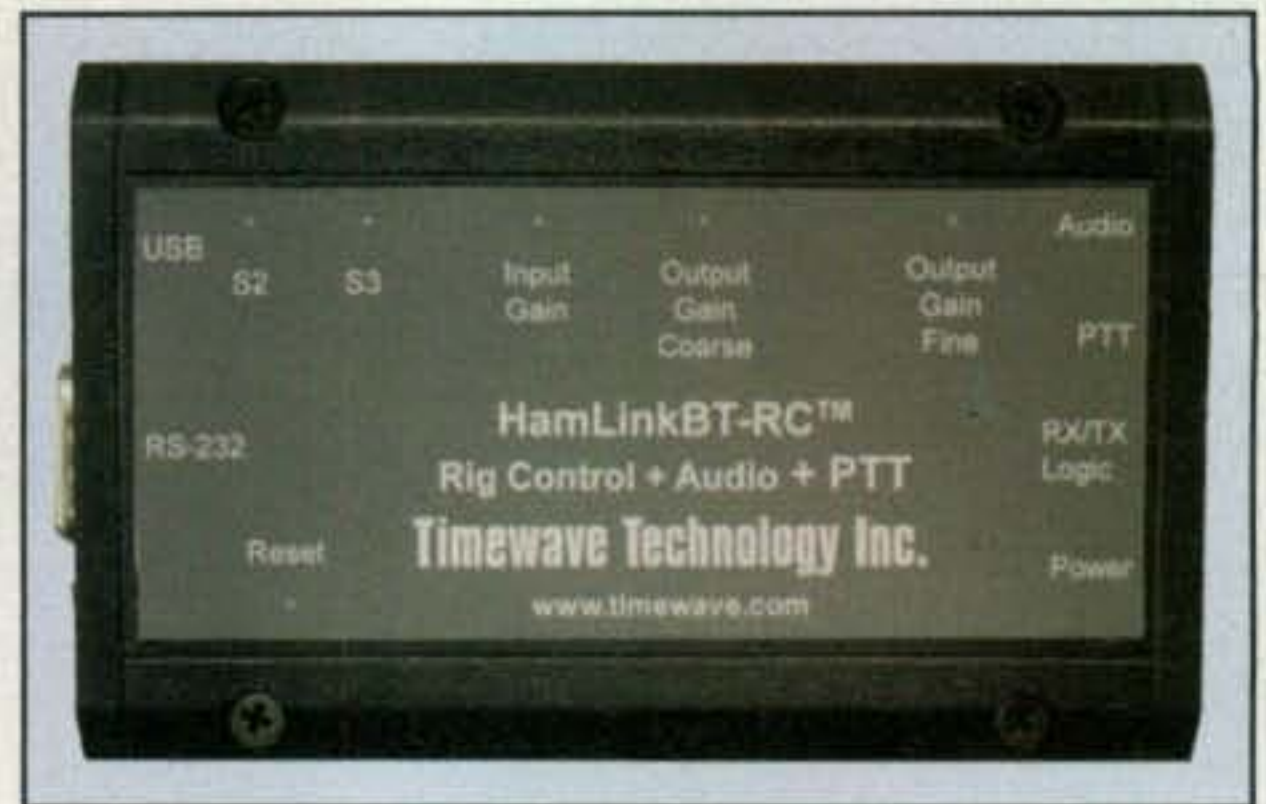 USB
S2
S3
Input
Gain
Output
Gain
Coarse
Output
Gain
Fine
Audio
PTT
RS-232
HamLinkBT-RC™
RX/TX
Logic
Rig Control + Audio + PTT
Reset
Timewave Technology Inc.
Power
www.timewave.com